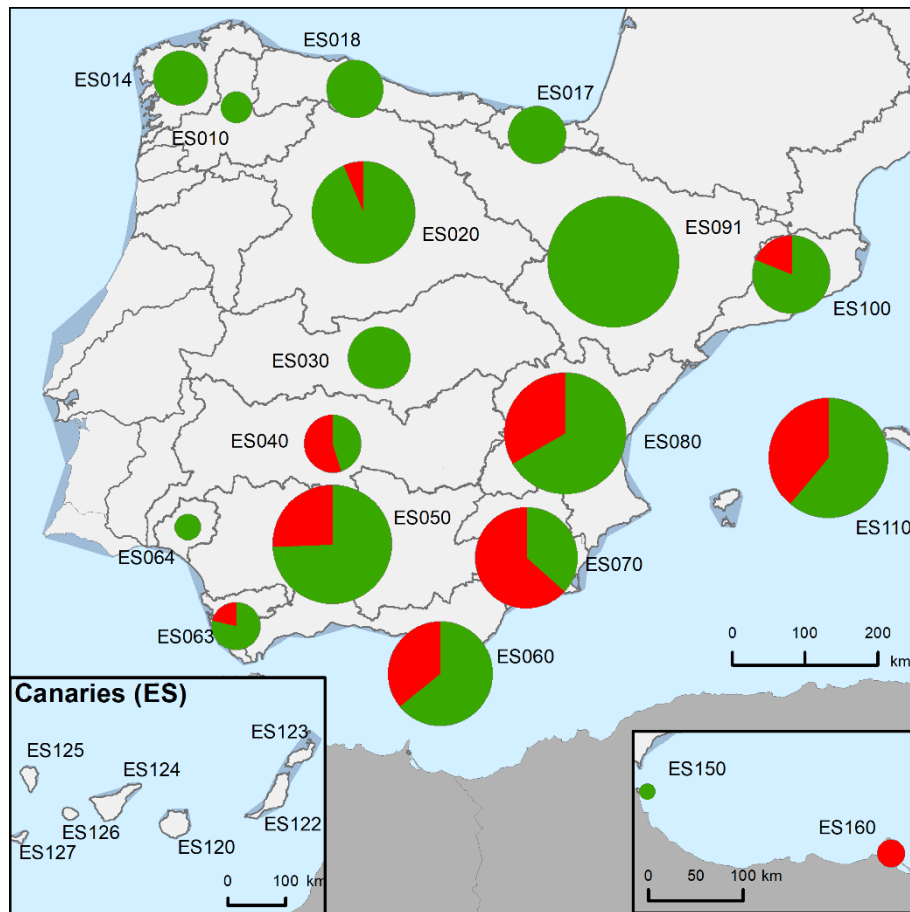 ES018
ES014
ES017
ES010
ES020
ES091
ES100
ES030
ES040
ES080
ES050
ES110
ES064
ES070
ES063
ES060
0 100 200
km
Canaries (ES)
ES123
ES125
ES124
ES126
ES122
ES127
ES120
0 100 km
ES150
ES160
0 50 100
km